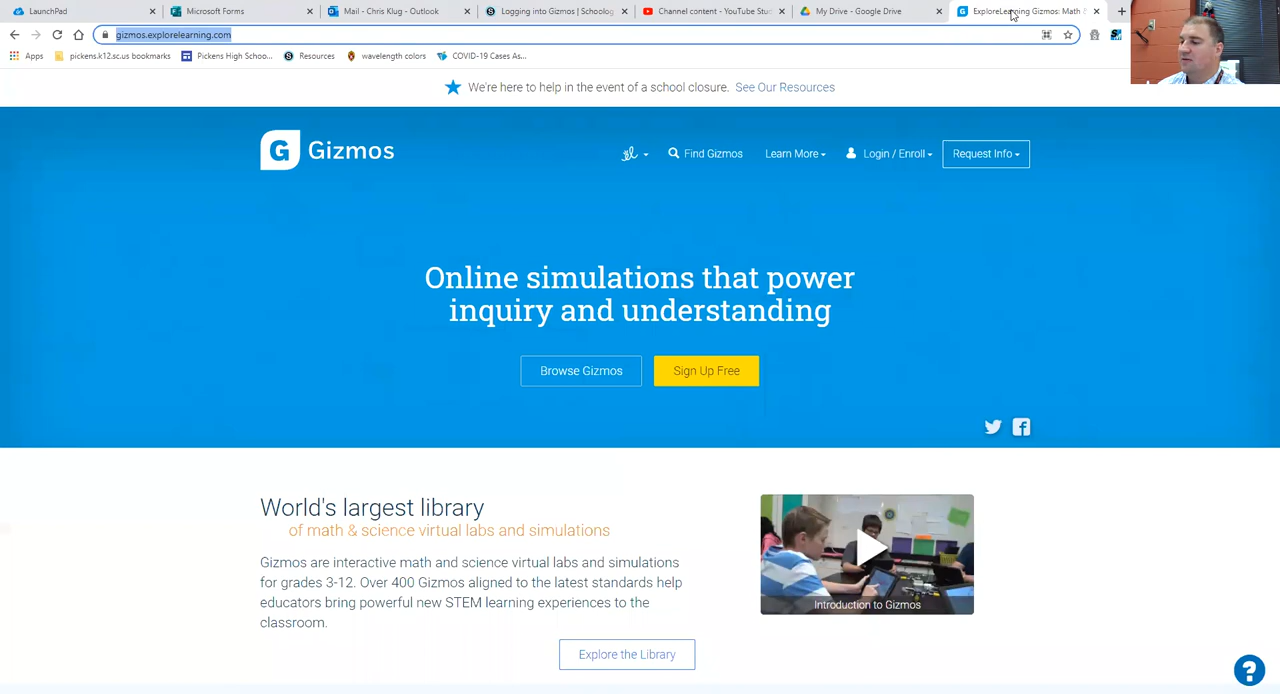 LaunchPad
Microsoft Forms
Mail - Chris Klug - Outlook
Logging into Gizmos | Schoolog
Channel content - YouTube Stu
My Drive - Google Drive
ExploreLearning Gizmos: Math &
gizmos.explorelearning.com
Apps
pickens.k12.sc.us bookmarks
Pickens High Schoo...
Resources
wavelength colors
COVID-19 Cases As...
We're here to help in the event of a school closure. See Our Resources
G Gizmos
el
Find Gizmos
Learn More
Login / Enroll
Request Info
Online simulations that power
inquiry and understanding
Browse Gizmos
Sign Up Free
World's largest library
of math & science virtual labs and simulations
Gizmos are interactive math and science virtual labs and simulations
for grades 3-12. Over 400 Gizmos aligned to the latest standards help
educators bring powerful new STEM learning experiences to the
classroom.
Introduction to Gizmos
Explore the Library
?